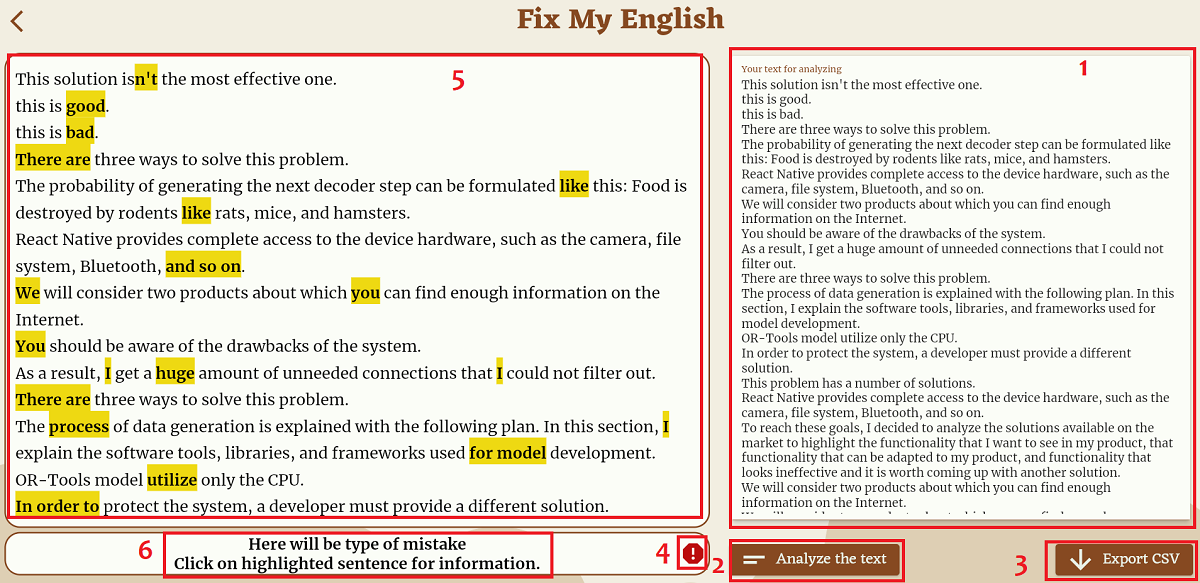 Fix My English
5
This solution isn't the most effective one.
this is good.
this is bad.
There are three ways to solve this problem.
The probability of generating the next decoder step can be formulated like this: Food is
destroyed by rodents like rats, mice, and hamsters.
React Native provides complete access to the device hardware, such as the camera, file
system, Bluetooth, and so on.
We will consider two products about which you can find enough information on the
Internet.
You should be aware of the drawbacks of the system.
As a result, I get a huge amount of unneeded connections that I could not filter out.
There are three ways to solve this problem.
The process of data generation is explained with the following plan. In this section, I
explain the software tools, libraries, and frameworks used for model development.
OR-Tools model utilize only the CPU.
In order to protect the system, a developer must provide a different solution.
6
Here will be type of mistake
Click on highlighted sentence for information.
4
!
1
Your text for analyzing
This solution isn't the most effective one.
this is good.
this is bad.
There are three ways to solve this problem.
The probability of generating the next decoder step can be formulated like
this: Food is destroyed by rodents like rats, mice, and hamsters.
React Native provides complete access to the device hardware, such as the
camera, file system, Bluetooth, and so on.
We will consider two products about which you can find enough
information on the Internet.
You should be aware of the drawbacks of the system.
As a result, I get a huge amount of unneeded connections that I could not
filter out.
There are three ways to solve this problem.
The process of data generation is explained with the following plan. In this
section, I explain the software tools, libraries, and frameworks used for
model development.
OR-Tools model utilize only the CPU.
In order to protect the system, a developer must provide a different
solution.
This problem has a number of solutions.
React Native provides complete access to the device hardware, such as the
camera, file system, Bluetooth, and so on.
To reach these goals, I decided to analyze the solutions available on the
market to highlight the functionality that I want to see in my product, that
functionality that can be adapted to my product, and functionality that
looks ineffective and it is worth coming up with another solution.
We will consider two products about which you can find enough
information on the Internet.
2
Analyze the text
3
Export CSV